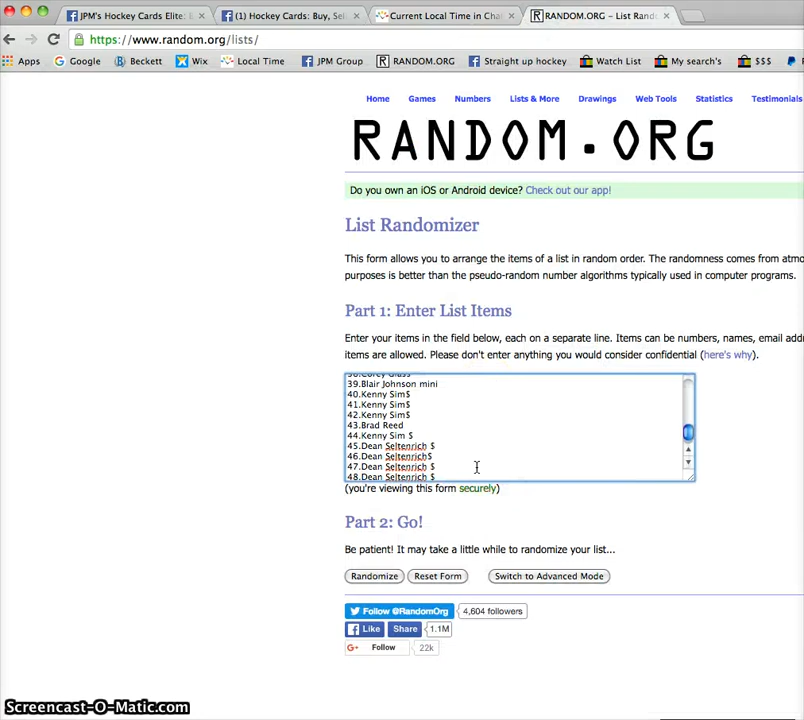 JPM's Hockey Cards Elite: E
(1) Hockey Cards: Buy, Sel
Current Local Time in Cha
RANDOM.ORG - List Rand
https://www.random.org/lists/
Apps Google Beckett Wix Local Time JPM Group RANDOM.ORG Straight up hockey Watch List My search's $$$
Home Games Numbers Lists & More Drawings Web Tools Statistics Testimonials
RANDOM.ORG
Do you own an iOS or Android device? Check out our app!
List Randomizer
This form allows you to arrange the items of a list in random order. The randomness comes from atmo
purposes is better than the pseudo-random number algorithms typically used in computer programs.
Part 1: Enter List Items
Enter your items in the field below, each on a separate line. Items can be numbers, names, email addr
items are allowed. Please don't enter anything you would consider confidential (here's why).
38.Corey Glass
39.Blair Johnson mini
40.Kenny Sim$
41.Kenny Sim$
42.Kenny Sim$
43.Brad Reed
44.Kenny Sim $
45.Dean Seltenrich $
46.Dean Seltenrich$
47.Dean Seltenrich $
48.Dean Seltenrich $
(you're viewing this form securely)
Part 2: Go!
Be patient! It may take a little while to randomize your list...
Randomize Reset Form Switch to Advanced Mode
Follow @RandomOrg 4,604 followers
Like Share 1.1M
G+ Follow 22k
Screencast-O-Matic.com